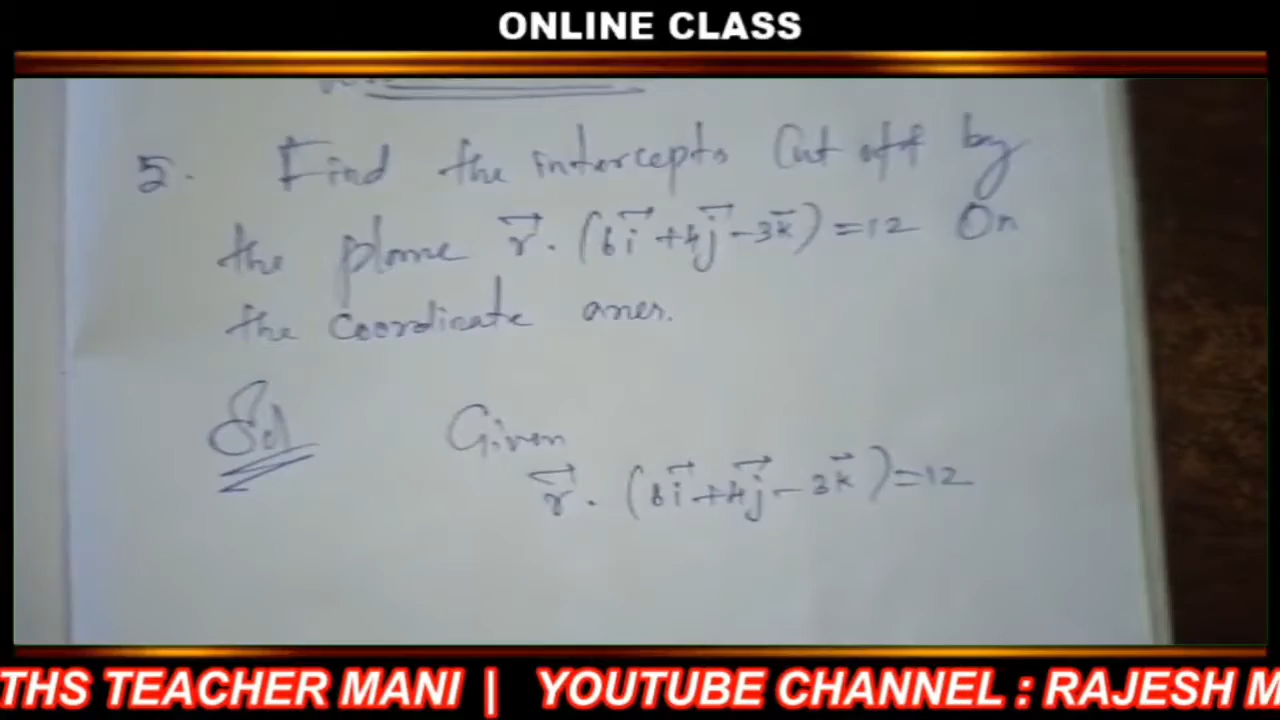 ONLINE CLASS
5. Find the intercepts Cut off by
the plane r⃗. (6i⃗ +4j⃗ -3k⃗) =12 On
the coordinate axes.
Sol Given
r⃗. (6i⃗ +4j⃗ - 3k⃗) =12
THS TEACHER MANI | YOUTUBE CHANNEL : RAJESH M